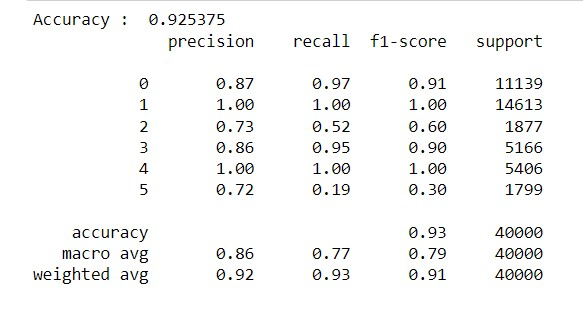 Accuracy :  0.925375
precision recall f1-score support
0 0.87 0.97 0.91 11139
1 1.00 1.00 1.00 14613
2 0.73 0.52 0.60 1877
3 0.86 0.95 0.90 5166
4 1.00 1.00 1.00 5406
5 0.72 0.19 0.30 1799
accuracy 0.93 40000
macro avg 0.86 0.77 0.79 40000
weighted avg 0.92 0.93 0.91 40000